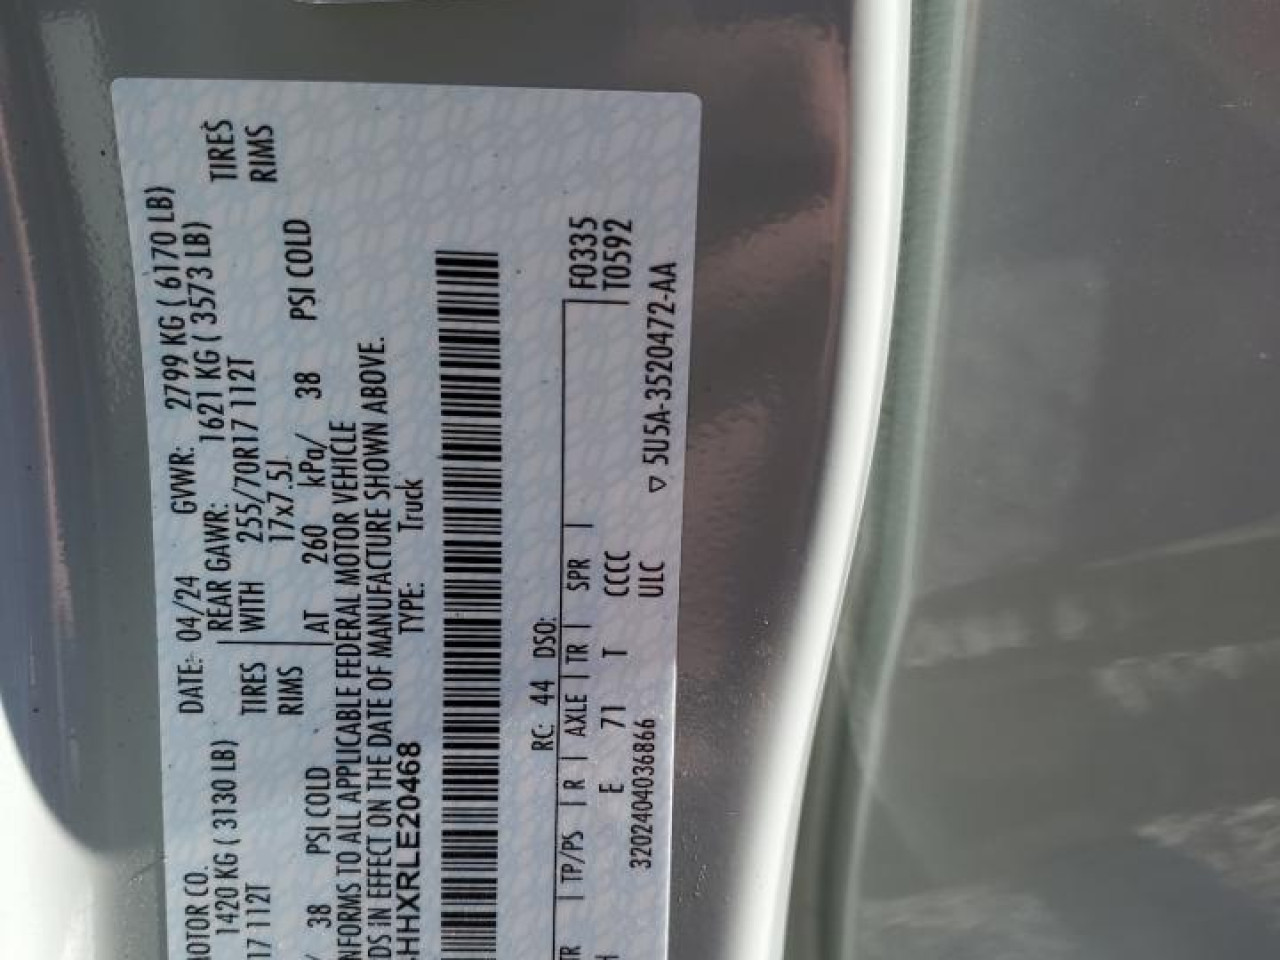 MOTOR CO. DATE: 04/24 GVWR: 2799 KG ( 6170 LB)
1420 KG ( 3130 LB) REAR GAWR: 1621 KG ( 3573 LB)
17 112T TIRES WITH 255/70R17 112T TIRES
RIMS 17x7.5J RIMS
/ 38 PSI COLD AT 260 kPa/ 38 PSI COLD
NFORMS TO ALL APPLICABLE FEDERAL MOTOR VEHICLE
DS IN EFFECT ON THE DATE OF MANUFACTURE SHOWN ABOVE.
HHXRLE20468 TYPE: Truck
RC: 44 DSO:
TR | TP/PS | R | AXLE | TR | SPR | F0335
H E 71 T CCCC T0592
320204036866 ULC ▽ 5U5A-3520472-AA